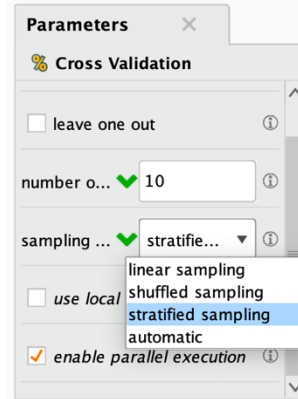 Parameters
Cross Validation
leave one out
number o... 10
sampling ... stratifie...
linear sampling
shuffled sampling
use local
stratified sampling
automatic
enable parallel execution